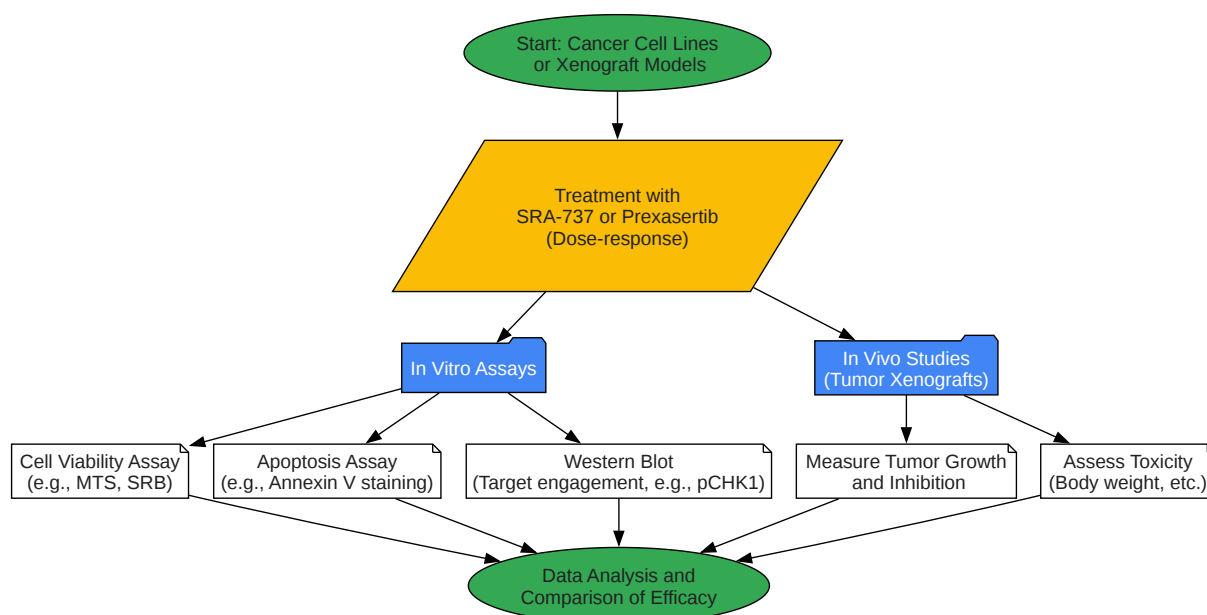 Start: Cancer Cell Lines
or Xenograft Models
Treatment with
SRA-737 or Prexasertib
(Dose-response)
In Vitro Assays
In Vivo Studies
(Tumor Xenografts)
Cell Viability Assay
(e.g., MTS, SRB)
Apoptosis Assay
(e.g., Annexin V staining)
Western Blot
(Target engagement, e.g., pCHK1)
Measure Tumor Growth
and Inhibition
Assess Toxicity
(Body weight, etc.)
Data Analysis and
Comparison of Efficacy